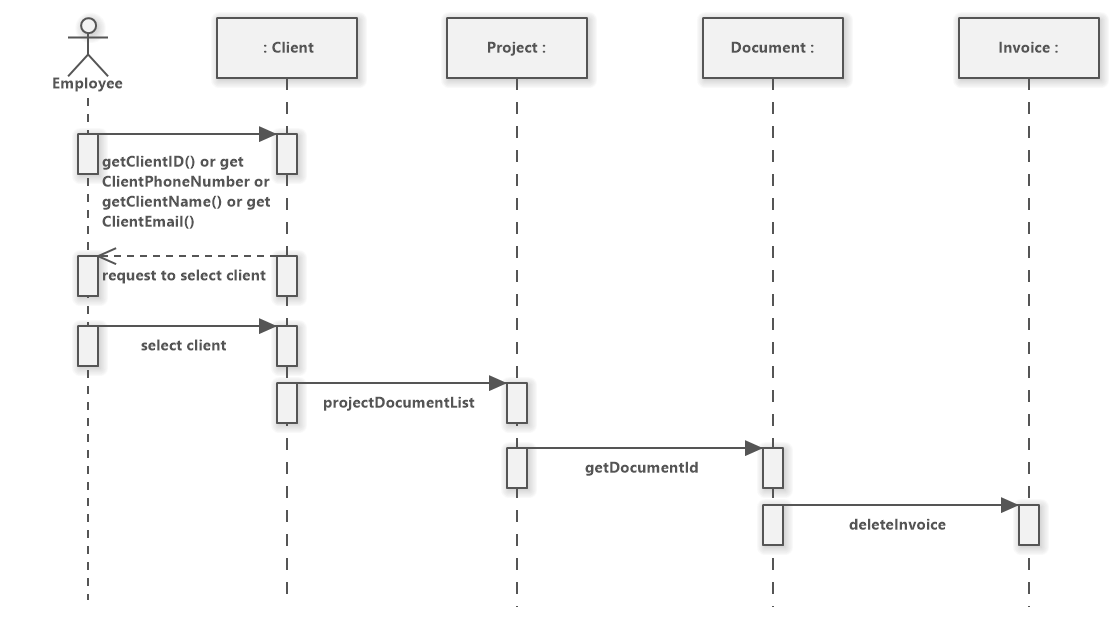 Employee
: Client
Project :
Document :
Invoice :
getClientID() or get
ClientPhoneNumber or
getClientName() or get
ClientEmail()
request to select client
select client
projectDocumentList
getDocumentId
deleteInvoice